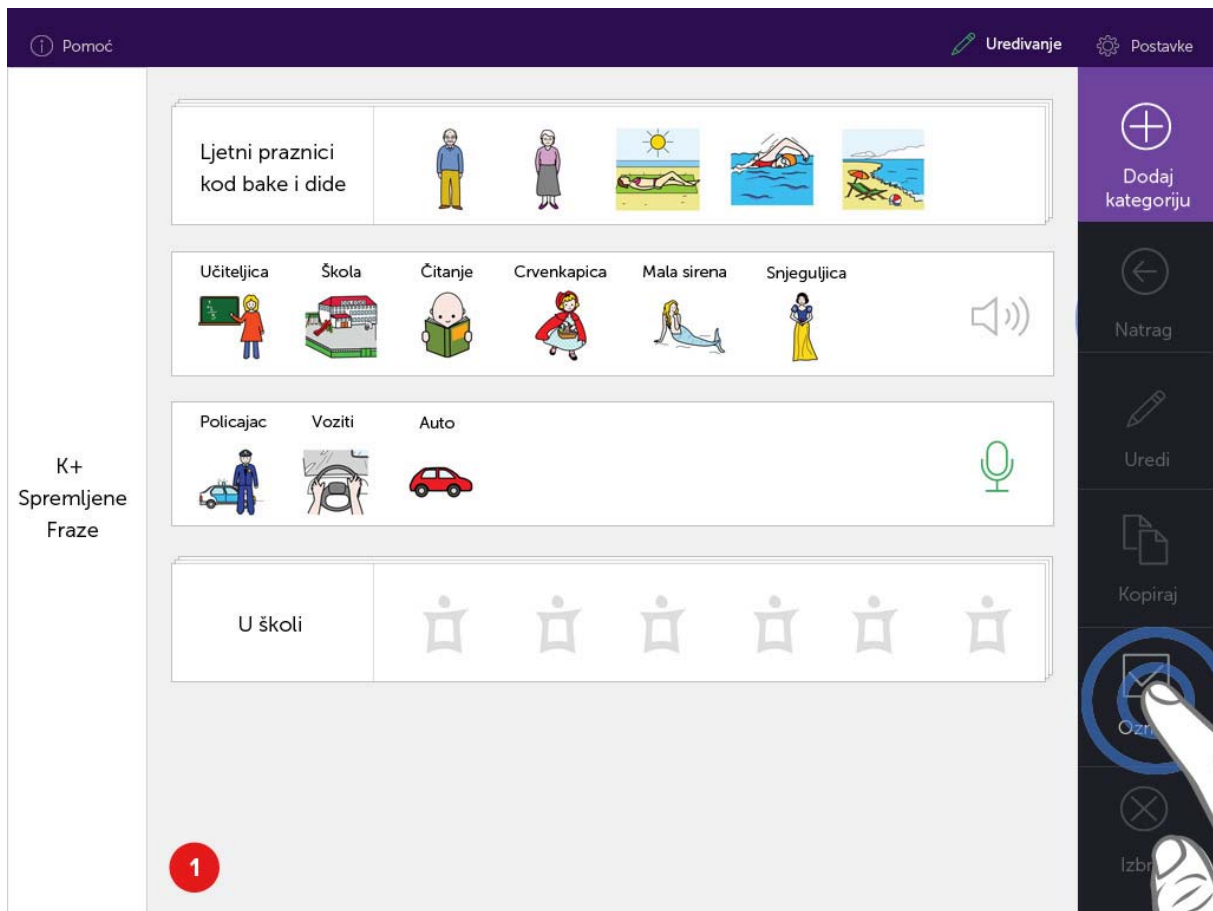 Pomoć
Uredivanje
Postavke
Ljetni praznici
kod bake i dide
Dodaj
kategoriju
Učiteljica Škola Čitanje Crvenkapica Mala sirena Snjeguljica
Natrag
Policajac Voziti Auto
K+
Spremljene
Fraze
Uredi
Kopiraj
U školi
1